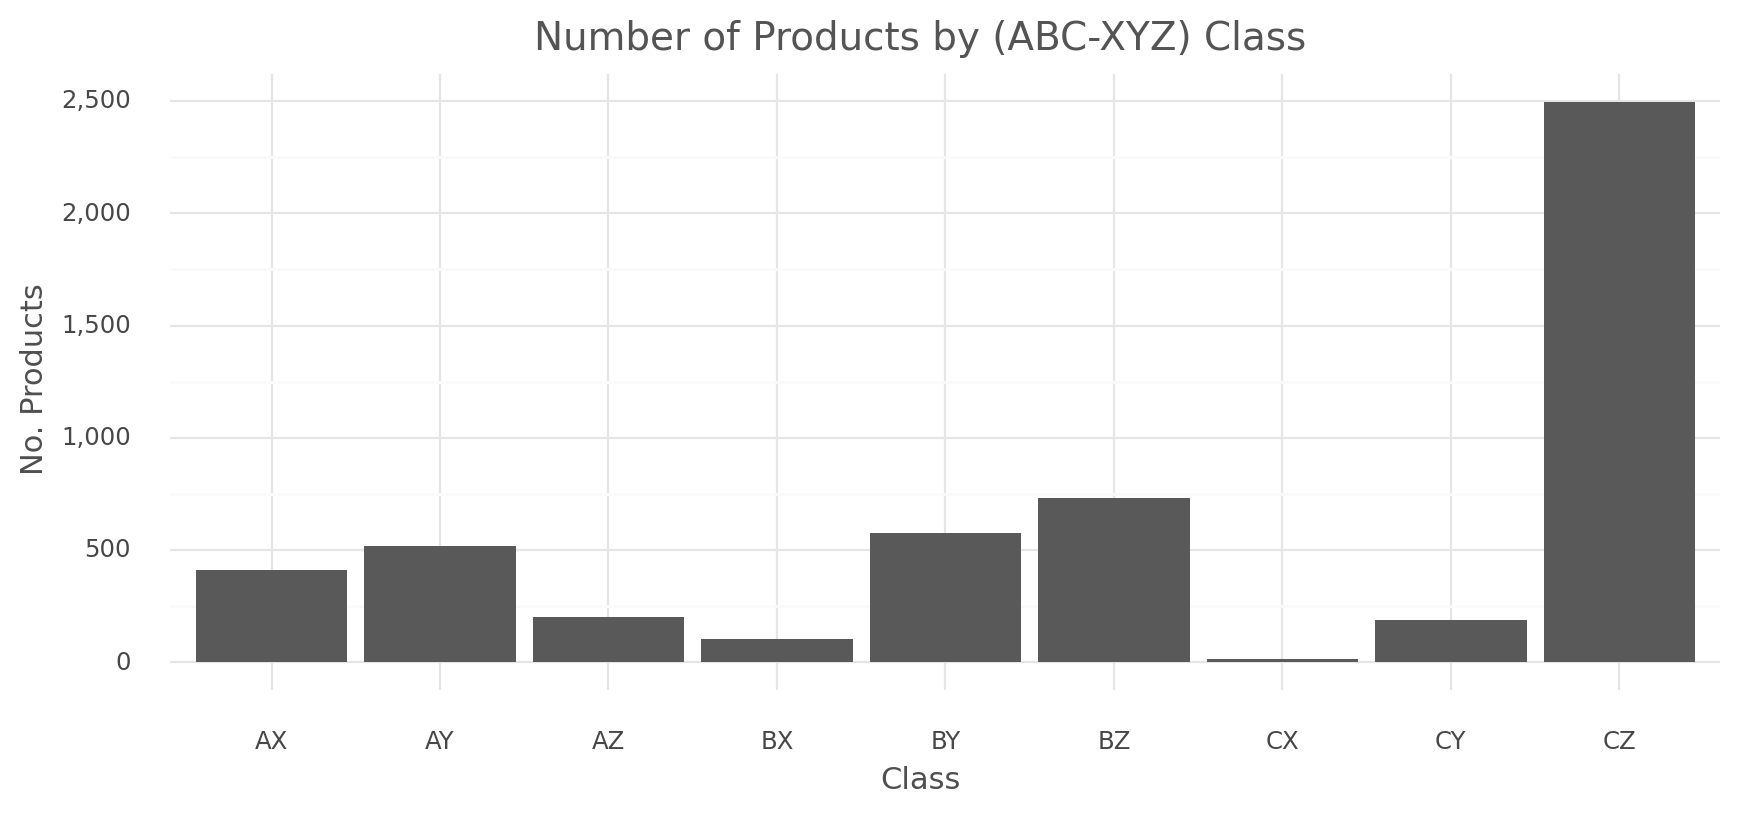 Number of Products by (ABC-XYZ) Class
No. Products
2,500
2,000
1,500
1,000
500
0
AX AY AZ BX BY BZ CX CY CZ
Class